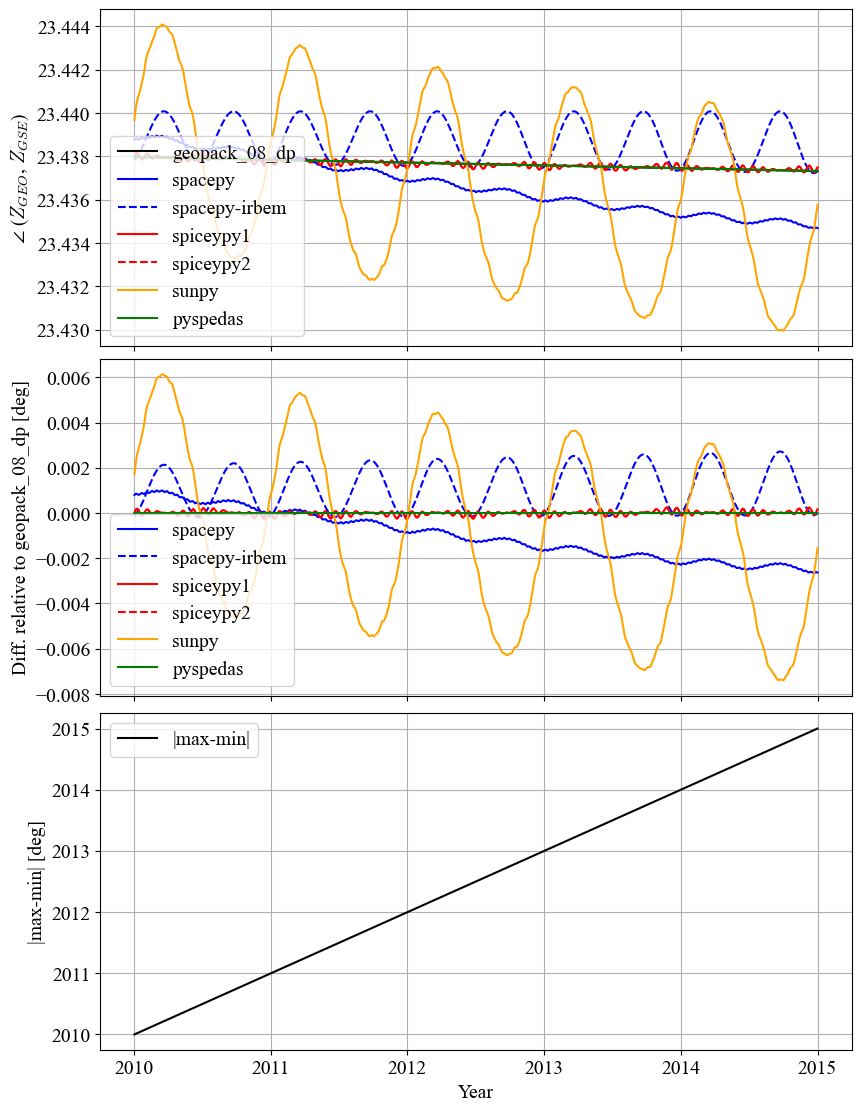 ∠ (Z_GEO, Z_GSE)
23.444
23.442
23.440
23.438
23.436
23.434
23.432
23.430
geopack_08_dp
spacepy
spacepy-irbem
spiceypy1
spiceypy2
sunpy
pyspedas
Diff. relative to geopack_08_dp [deg]
0.006
0.004
0.002
0.000
−0.002
−0.004
−0.006
−0.008
spacepy
spacepy-irbem
spiceypy1
spiceypy2
sunpy
pyspedas
|max-min| [deg]
2015
2014
2013
2012
2011
2010
|max-min|
2010 2011 2012 2013 2014 2015
Year